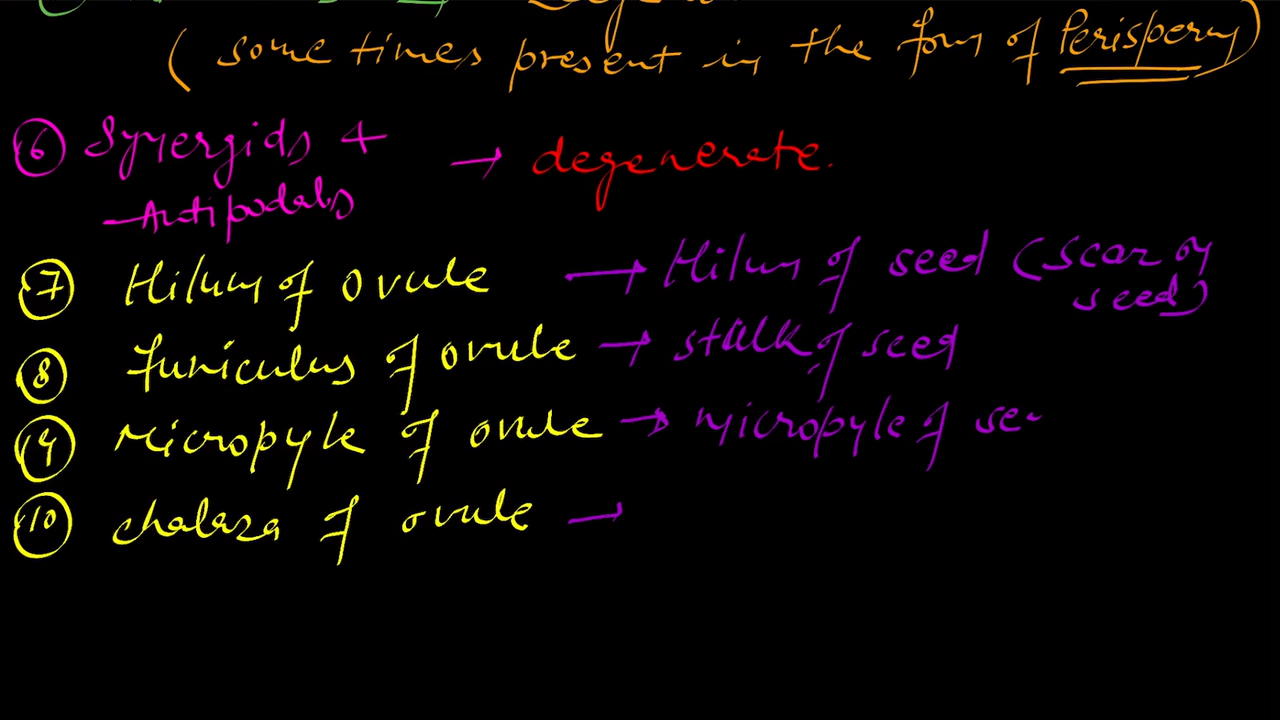 (some times present in the form of Perisperm)
6 Synergids + → degenerate.
Antipodals
7 Hilum of ovule → Hilum of seed (scar of seed)
8 funiculus of ovule → stalk of seed
9 Micropyle of ovule → Micropyle of se
10 chalaza of ovule →